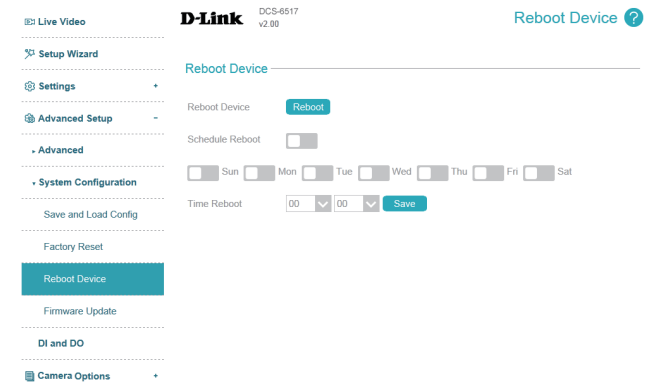 Live Video
Setup Wizard
Settings +
Advanced Setup -
Advanced
System Configuration
Save and Load Config
Factory Reset
Reboot Device
Firmware Update
DI and DO
Camera Options +
D-Link DCS-6517
v2.00
Reboot Device ?
Reboot Device
Reboot Device Reboot
Schedule Reboot
Sun Mon Tue Wed Thu Fri Sat
Time Reboot 00 00 Save